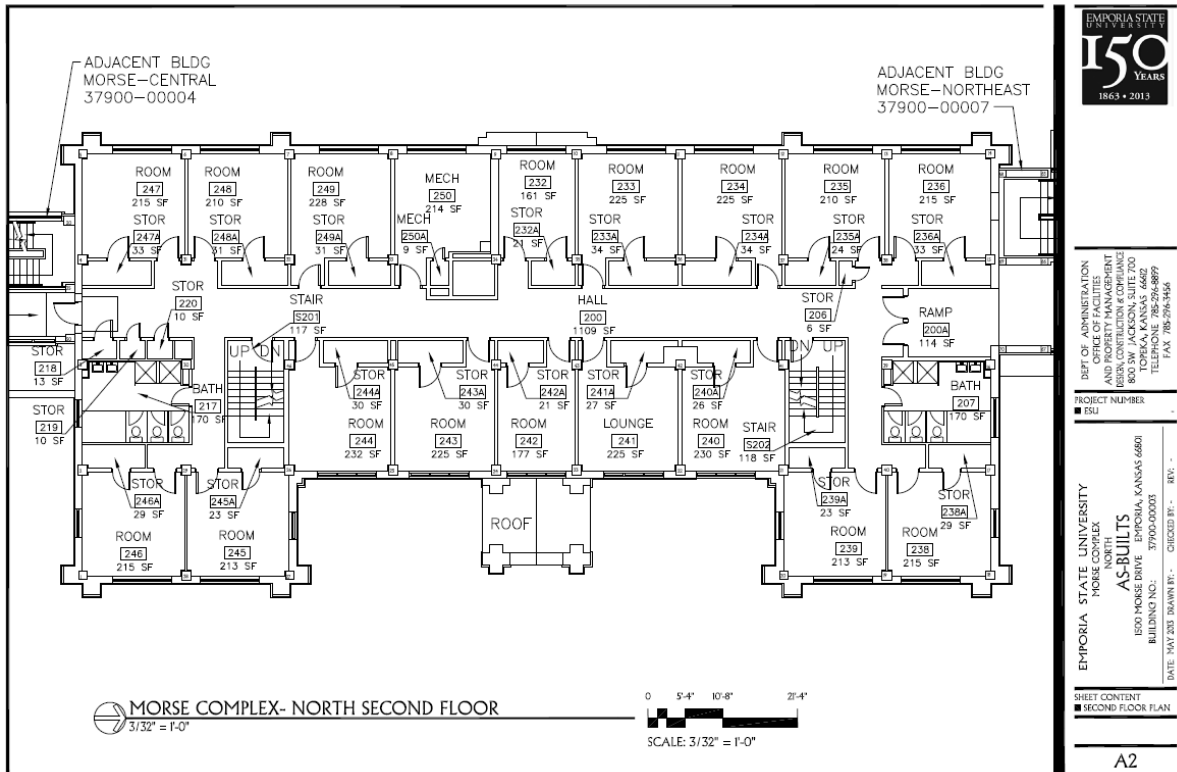 ADJACENT BLDG
MORSE-CENTRAL
37900-00004
ADJACENT BLDG
MORSE-NORTHEAST
37900-00007
ROOM
247
215 SF
ROOM
248
210 SF
ROOM
249
228 SF
MECH
250
214 SF
ROOM
232
161 SF
ROOM
233
225 SF
ROOM
234
225 SF
ROOM
235
210 SF
ROOM
236
215 SF
STOR
247A
33 SF
STOR
248A
31 SF
STOR
249A
31 SF
MECH
250A
9 SF
STOR
232A
21 SF
STOR
233A
34 SF
STOR
234A
34 SF
STOR
235A
24 SF
STOR
236A
33 SF
STOR
220
10 SF
STAIR
S201
117 SF
HALL
200
1109 SF
STOR
206
6 SF
RAMP
200A
114 SF
STOR
218
13 SF
STOR
219
10 SF
BATH
217
170 SF
UP DN
STOR
244A
30 SF
STOR
243A
30 SF
STOR
242A
21 SF
STOR
241A
27 SF
STOR
240A
26 SF
DN UP
BATH
207
170 SF
ROOM
244
232 SF
ROOM
243
225 SF
ROOM
242
177 SF
LOUNGE
241
225 SF
ROOM
240
230 SF
STAIR
S202
118 SF
STOR
246A
29 SF
STOR
245A
23 SF
STOR
239A
23 SF
STOR
238A
29 SF
ROOM
246
215 SF
ROOM
245
213 SF
ROOF
ROOM
239
213 SF
ROOM
238
215 SF
MORSE COMPLEX- NORTH SECOND FLOOR
3/32" = 1'-0"
0 5'-4" 10'-8" 21'-4"
SCALE: 3/32" = 1'-0"
EMPORIA STATE
UNIVERSITY
150
YEARS
1863 • 2013
DEPT OF ADMINISTRATION
OFFICE OF FACILITIES
AND PROPERTY MANAGEMENT
DESIGN, CONSTRUCTION & COMPLIANCE
800 SW JACKSON, SUITE 700
TOPEKA, KANSAS 66612
TELEPHONE 785-296-8899
FAX 785-296-3456
PROJECT NUMBER
ESU -
EMPORIA STATE UNIVERSITY
MORSE COMPLEX
NORTH
AS-BUILTS
1500 MORSE DRIVE EMPORIA, KANSAS 66801
BUILDING NO.: 37900-00003
DATE: MAY 2013 DRAWN BY: - CHECKED BY: - REV: -
SHEET CONTENT
SECOND FLOOR PLAN
A2